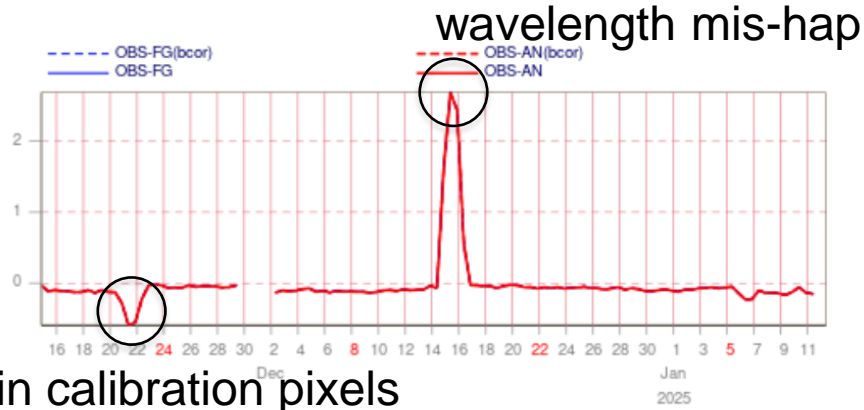 wavelength mis-hap
OBS-FG(bcor) OBS-AN(bcor)
OBS-FG OBS-AN
2
1
0
16 18 20 22 24 26 28 30 2 4 6 8 10 12 14 16 18 20 22 24 26 28 30 1 3 5 7 9 11
Dec Jan
in calibration pixels
2025